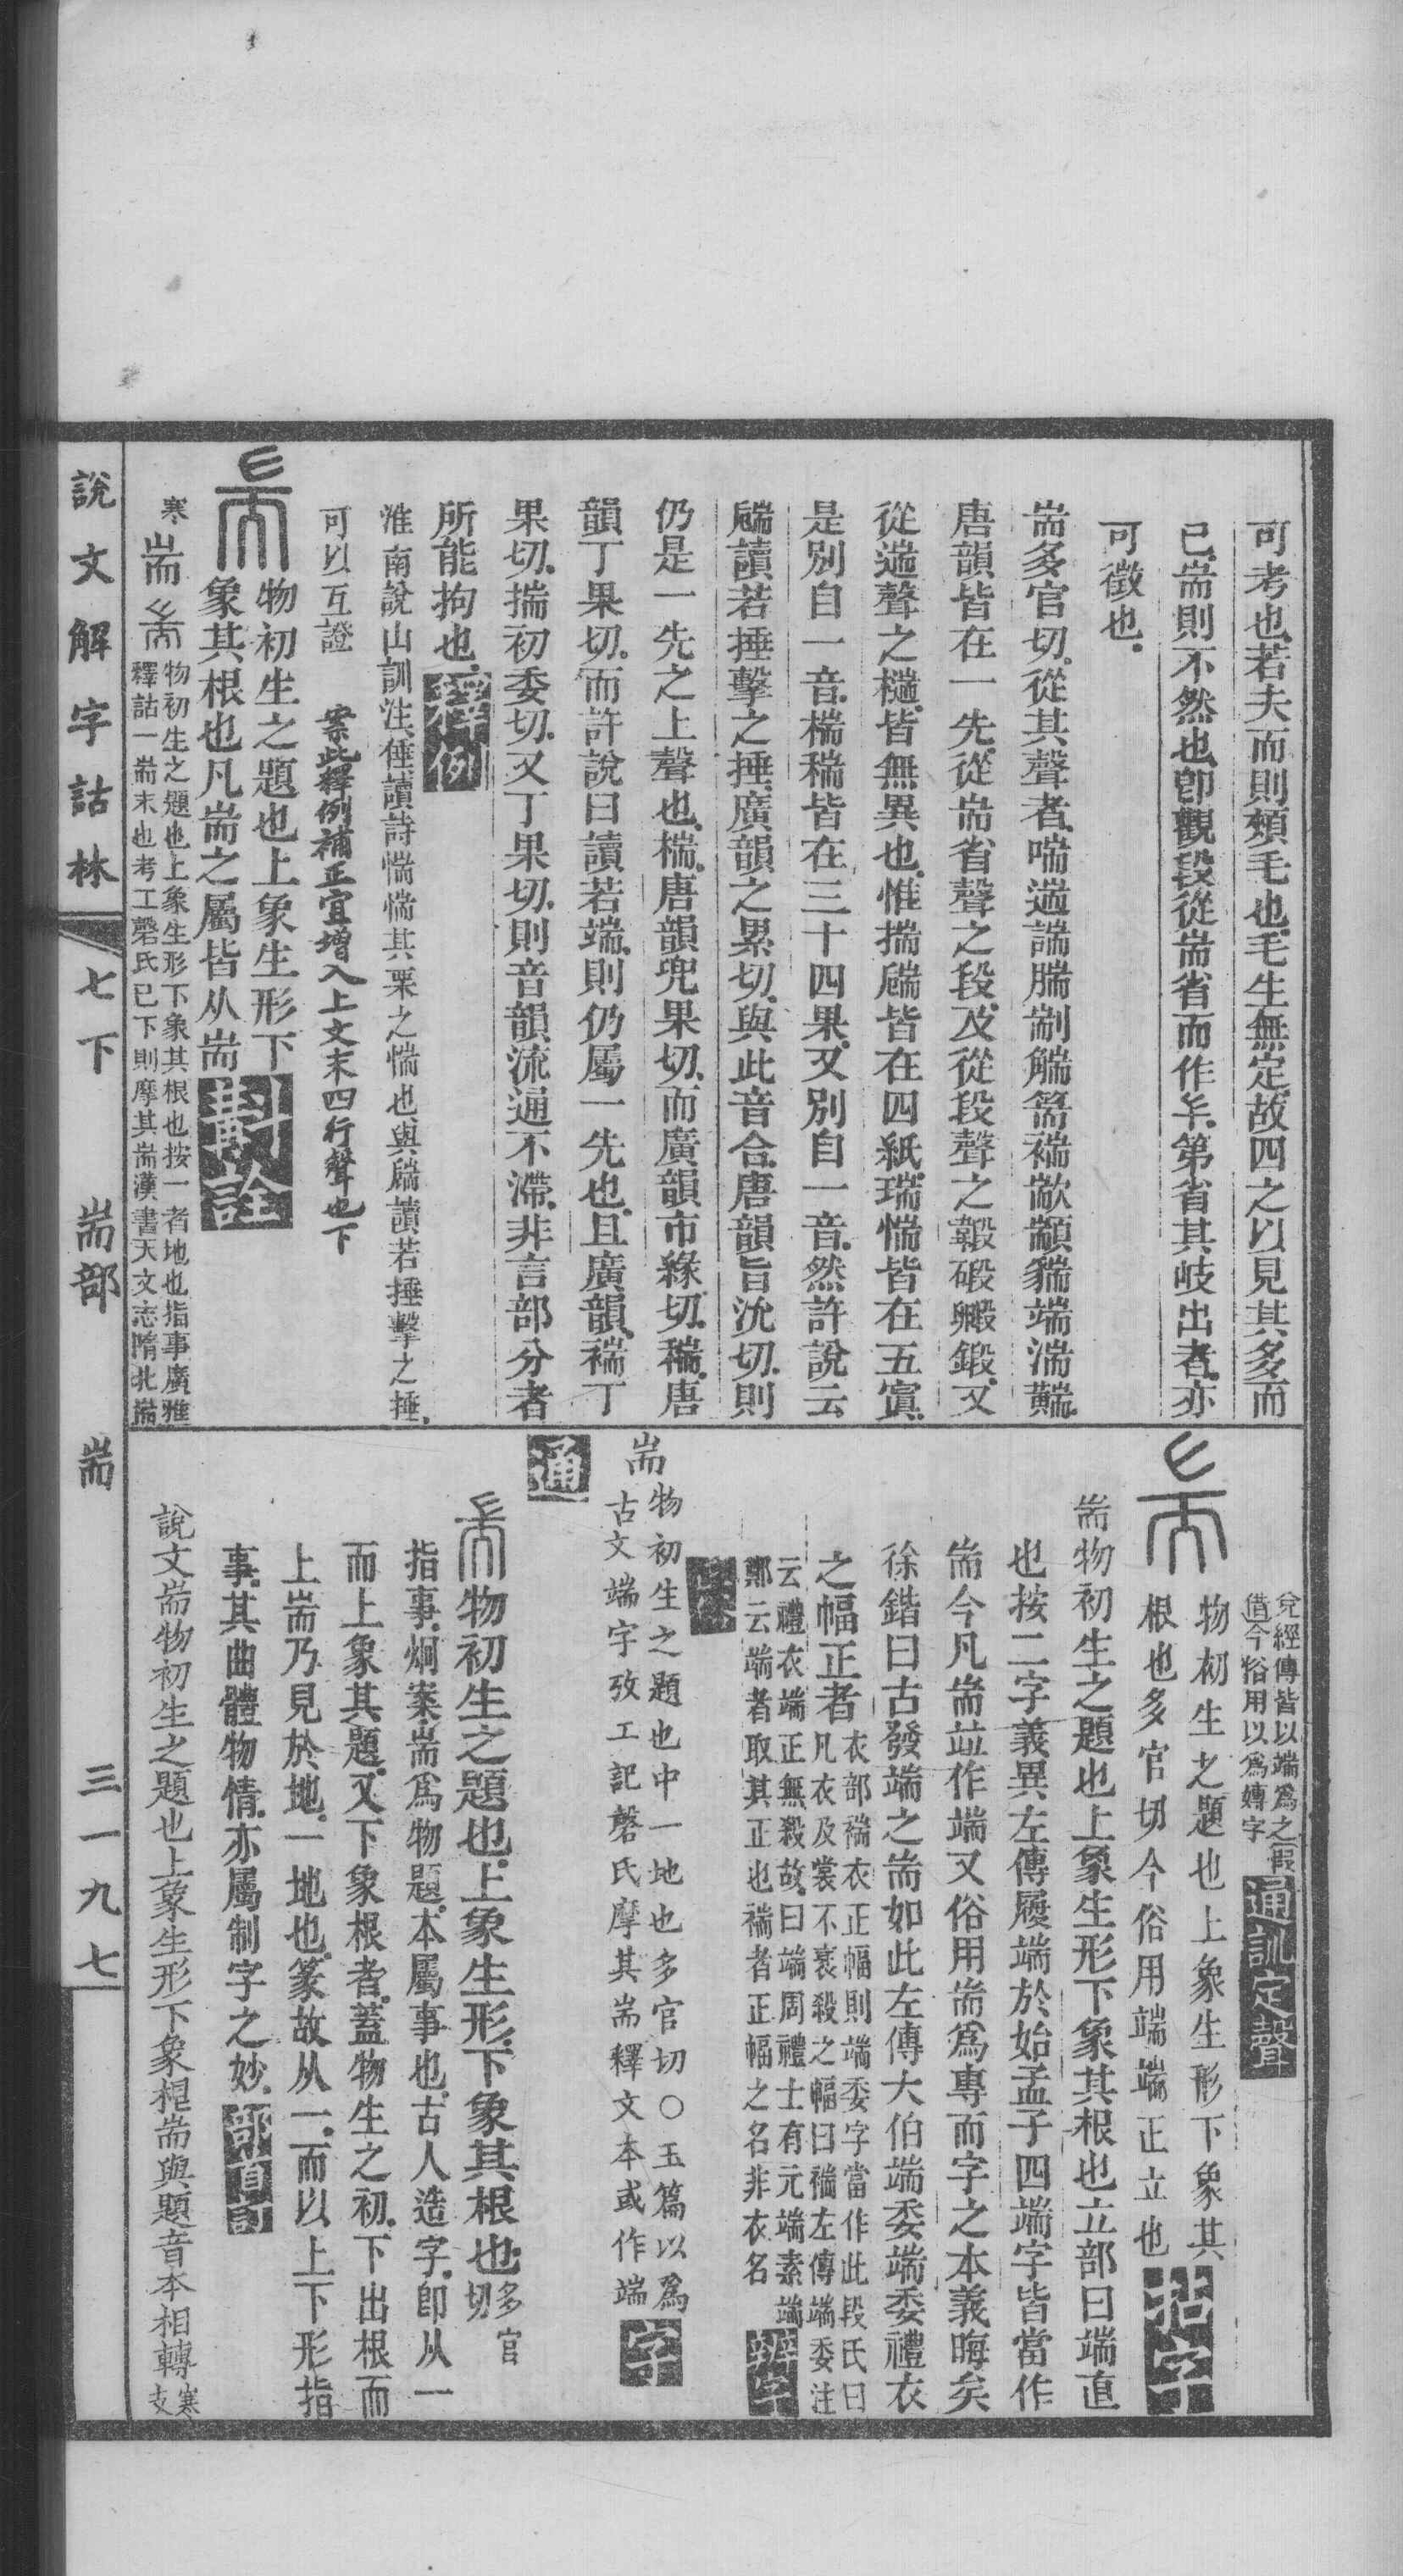 可考也若夫而則頰毛也毛生無定故四之以見其多而
已耑則不然也卽觀段從耑省而作𠂹第省其岐出者亦
可徵也
耑多官切從其聲者喘遄諯腨剬觿篅褍歂顓貒端湍䵎
唐韻皆在一先從耑省聲之段及從段聲之鞎碫毈鍛又
從遄聲之檛皆無異也惟揣𠨜皆在四紙瑞惴皆在五寘
是別自一音椯稫皆在三十四果又別自一音然許說云
𠨜讀若捶擊之捶廣韻之累切與此音合唐韻旨沇切則
仍是一先之上聲也椯唐韻兜果切而廣韻市緣切稫唐
韻丁果切而許說曰讀若端則仍屬一先也且廣韻褍丁
果切揣初委切又丁果切則音韻流通不滯非言部分者
所能拘也釋例
淮南說山訓注倕讀詩惴惴其栗之惴也與𠨜讀若捶擊之捶
可以互證 案此釋例補正宜增入上文末四行聲也下
物初生之題也上象生形下
象其根也凡耑之屬皆从耑斠詮
寒耑物初生之題也上象生形下象其根也按一者地也指事廣雅
釋詁一耑末也考工磬氏已下則摩其耑漢書天文志隋北耑
兌經傳皆以端爲之假
借今俗用以爲專字通訓定聲
物初生之題也上象生形下象其
根也多官切今俗用端端正立也
耑物初生之題也上象生形下象其根也立部曰端直
也按二字義異左傳履端於始孟子四端字皆當作
耑今凡耑竝作端又俗用耑爲專而字之本義晦矣
徐鍇曰古發端之耑如此左傳大伯端委端委禮衣
之幅正者衣部褍衣正幅則端委字當作此段氏曰
凡衣及裳不衺殺之幅曰褍左傳端委注
云禮衣端正無殺故曰端周禮士有元端素端
鄭云端者取其正也褍者正幅之名非衣名
耑物初生之題也中一地也多官切〇玉篇以爲
古文端字攷工記磬氏摩其耑釋文本或作端
通
物初生之題也上象生形下象其根也多官切
指事炯案耑爲物題本屬事也古人造字卽从一
而上象其題又下象根者蓋物生之初下出根而
上耑乃見於地一地也篆故从一而以上下形指
事其曲體物情亦屬制字之妙部首訂
說文耑物初生之題也上象生形下象根耑與題音本相轉寒支
說文解字詁林 七下 耑部 耑 三一九七